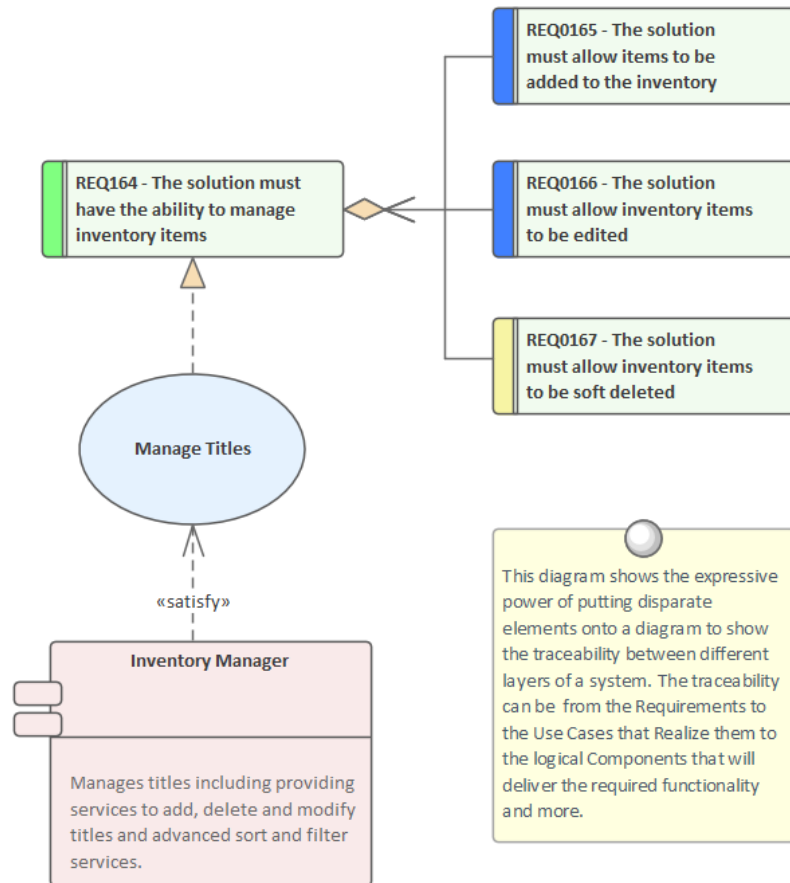 REQ0165 - The solution
must allow items to be
added to the inventory
REQ164 - The solution must
have the ability to manage
inventory items
REQ0166 - The solution
must allow inventory items
to be edited
REQ0167 - The solution
must allow inventory items
to be soft deleted
Manage Titles
«satisfy»
Inventory Manager
Manages titles including providing
services to add, delete and modify
titles and advanced sort and filter
services.
This diagram shows the expressive
power of putting disparate
elements onto a diagram to show
the traceability between different
layers of a system. The traceability
can be from the Requirements to
the Use Cases that Realize them to
the logical Components that will
deliver the required functionality
and more.